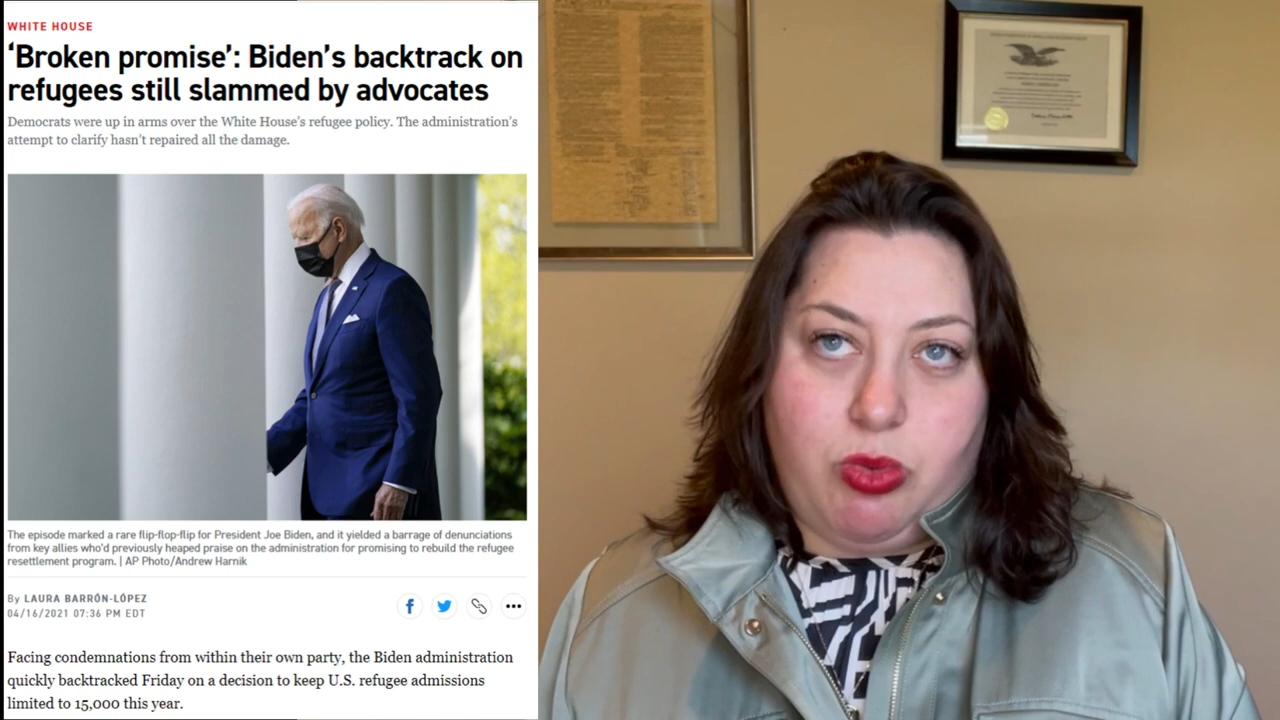 WHITE HOUSE
‘Broken promise’: Biden’s backtrack on
refugees still slammed by advocates
Democrats were up in arms over the White House’s refugee policy. The administration’s
attempt to clarify hasn’t repaired all the damage.
The episode marked a rare flip-flop-flip for President Joe Biden, and it yielded a barrage of denunciations
from key allies who’d previously heaped praise on the administration for promising to rebuild the refugee
resettlement program. | AP Photo/Andrew Harnik
By LAURA BARRÓN-LÓPEZ
04/16/2021 07:36 PM EDT
Facing condemnations from within their own party, the Biden administration
quickly backtracked Friday on a decision to keep U.S. refugee admissions
limited to 15,000 this year.